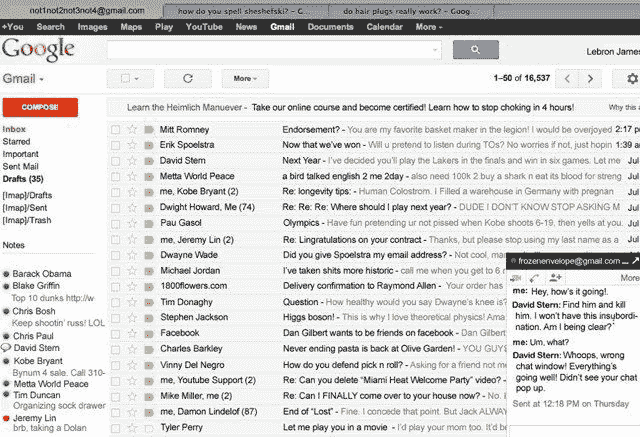 not1not2not3not4@gmail.com how do you spell sheshefski? - G... do hair plugs really work? - Goog...
+You Search Images Maps Play YouTube News Gmail Documents Calendar More
Google Lebron James
Gmail More 1–50 of 16,537
COMPOSE Learn the Heimlich Manuever - Take our online course and become certified! Learn how to stop choking in 4 hours! Why this a
Inbox
Starred
Important
Sent Mail
Drafts (35)
[Imap]/Drafts
[Imap]/Sent
[Imap]/Trash
Notes
Barack Obama
Blake Griffin
Top 10 dunks http://w
Chris Bosh
Keep shootin' russ! LOL
Chris Paul
David Stern
Kobe Bryant
Bynum 4 sale. Call 310-
Metta World Peace
Tim Duncan
Organizing sock drawer
Jeremy Lin
brb, taking a Dolan
Mitt Romney Endorsement? - You are my favorite basket maker in the legion! I would be overjoyed 2:17 p
Erik Spoelstra Now that we've won - Will u pretend to listen during TOs? No worries if not, just hopin 1:39 a
David Stern Next Year - I've decided you'll play the Lakers in the finals and win in six games. Let me Jul
Metta World Peace a bird talked english 2 me 2day - also need 100k 2 buy a shark n eat its blood for streng Jul
me, Kobe Bryant (2) Re: longevity tips: - Human Colostrom. I Filled a warehouse in Germany with pregnan Jul
Dwight Howard, Me (74) Re: Re: Re: Where should I play next year? - DUDE I DON'T KNOW STOP ASKING M Jul
Pau Gasol Olympics - Have fun pretending ur not pissed when Kobe shoots 6-19, then yells at you. Jul
me, Jeremy Lin (2) Re: Lingratulations on your contract - Thanks, but please stop using my last name as a Jul
Dwayne Wade Did you give Spoelstra my email address? - Not cool, man
Michael Jordan I've taken shits more historic - call me when you get to 6 r
1800flowers.com Delivery confirmation to Raymond Allen - Your order has
Tim Donaghy Question - How healthy would you say Dwayne's knee is?
Stephen Jackson Higgs boson! - This is why I love theoretical physics! Ama
Facebook Dan Gilbert wants to be friends on facebook - Dan Gilbert
Charles Barkley Never ending pasta is back at Olive Garden! - YOU GUYS
Vinny Del Negro How do you defend pick n roll? - Asking for a friend not me
me, Youtube Support (2) Re: Can you delete "Miami Heat Welcome Party" video? -
Mike Miller, me (2) Re: Can I FINALLY come over to your house now? - No.
me, Damon Lindelof (87) End of "Lost" - Fine. I concede that point. But Jack ALWAY
Tyler Perry Let me play you in a movie - I'd play your mom too. It'd b
frozenenvelope@gmail.com...
More
me: Hey, how's it going!.
David Stern: Find him and kill
him. I won't have this insubordi-
nation. Am I being clear?
me: Um, what?
David Stern: Whoops, wrong
chat window! Everything's
going well! Didn't see your chat
pop up.
Sent at 12:18 PM on Thursday